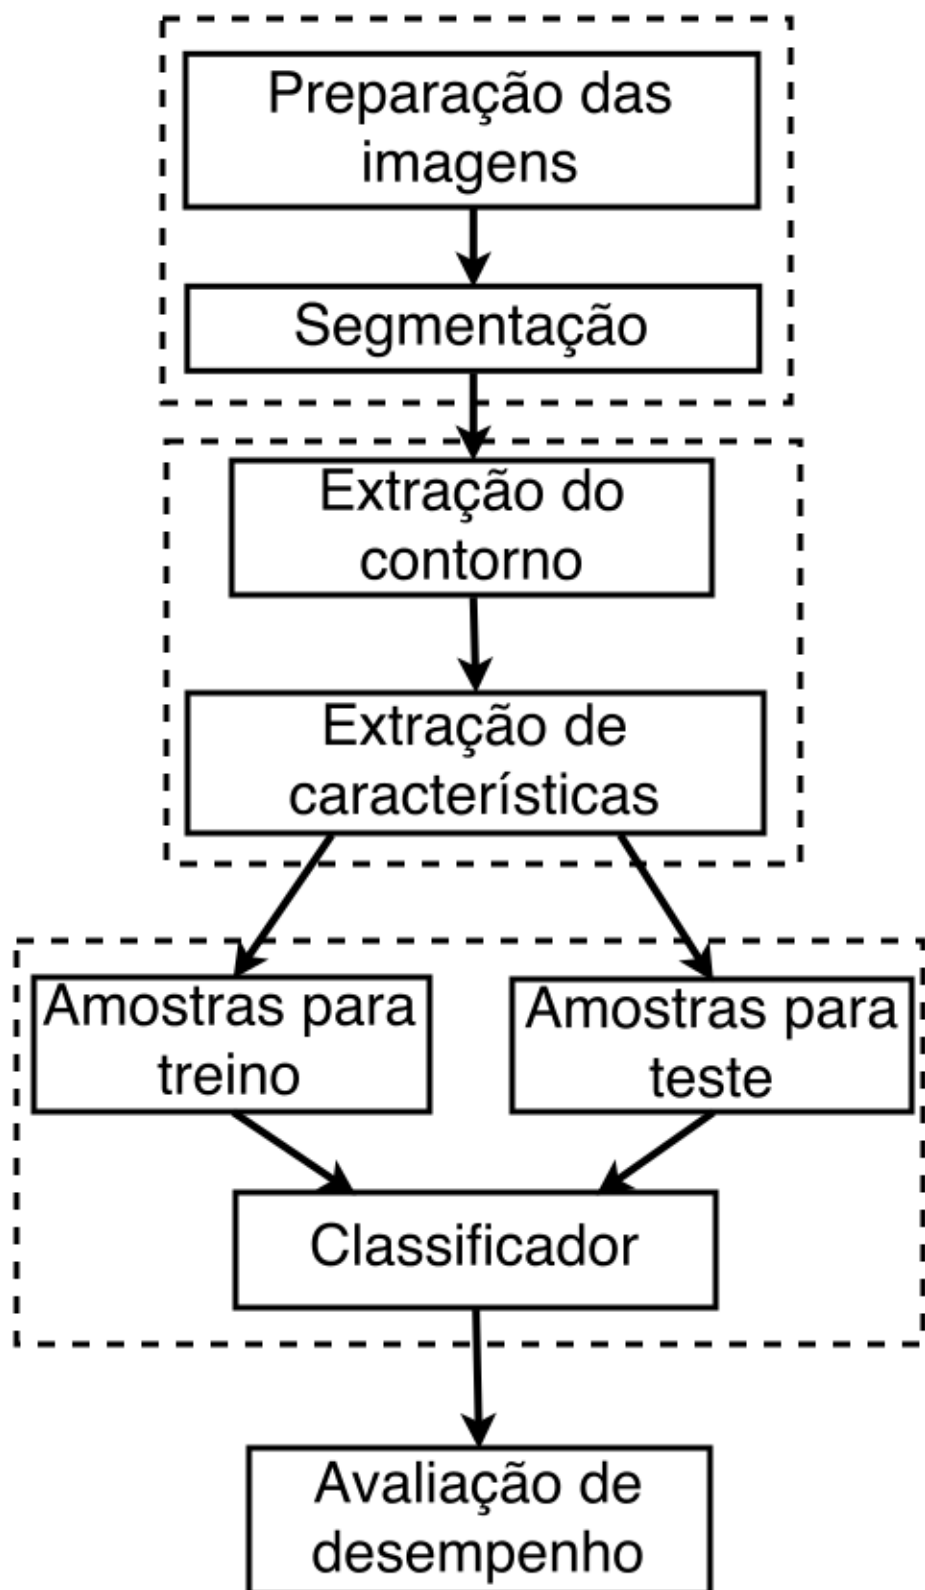 Preparação das
imagens
Segmentação
Extração do
contorno
Extração de
características
Amostras para
treino
Amostras para
teste
Classificador
Avaliação de
desempenho